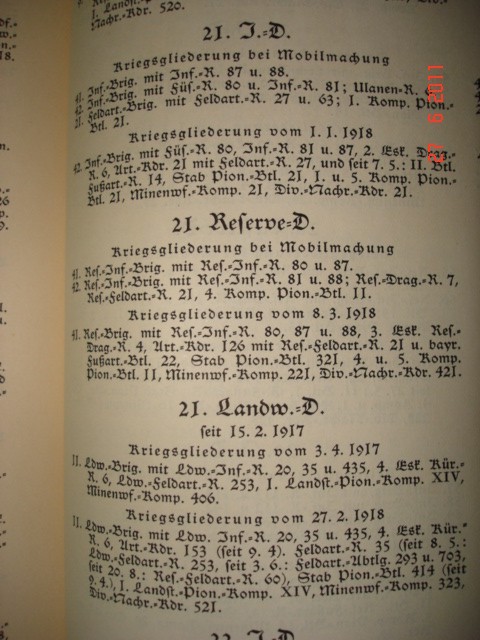 Nachr.-Kdr. 520.
21. I.-D.
Kriegsgliederung bei Mobilmachung
41. Inf.-Brig. mit Inf.-R. 87 u. 88.
42. Inf.-Brig. mit Füs.-R. 80 u. Inf.-R. 81; Ulanen-R.
21. Feldart.-Brig. mit Feldart.-R. 27 u. 63; 1. Komp. Pion.-
Btl. 21.
Kriegsgliederung vom 1. 1. 1918
42. Inf.-Brig. mit Füs.-R. 80, Inf.-R. 81 u. 87, 2. Esk. Drag.-
R. 6, Art.-Kdr. 21 mit Feldart.-R. 27, und seit 7. 5.: II. Btl.
Fußart.-R. 14, Stab Pion.-Btl. 21, 1. u. 5. Komp. Pion.-
Btl. 21, Minenwf.-Komp. 21, Div.-Nachr.-Kdr. 21.
21. Reserve-D.
Kriegsgliederung bei Mobilmachung
41. Res.-Inf.-Brig. mit Res.-Inf.-R. 80 u. 87.
42. Res.-Inf.-Brig. mit Res.-Inf.-R. 81 u. 88; Res.-Drag.-R. 7,
Res.-Feldart.-R. 21, 4. Komp. Pion.-Btl. 11.
Kriegsgliederung vom 8. 3. 1918
41. Res.-Brig. mit Res.-Inf.-R. 80, 87 u. 88, 3. Esk. Res.-
Drag.-R. 4, Art.-Kdr. 126 mit Res.-Feldart.-R. 21 u. bayr.
Fußart.-Btl. 22, Stab Pion.-Btl. 321, 4. u. 5. Komp.
Pion.-Btl. 11, Minenwf.-Komp. 221, Div.-Nachr.-Kdr. 421.
21. Landw.-D.
seit 15. 2. 1917
Kriegsgliederung vom 3. 4. 1917
11. Ldw.-Brig. mit Ldw.-Inf.-R. 20, 35 u. 435, 4. Esk. Kür.-
R. 6, Ldw.-Feldart.-R. 253, 1. Landst.-Pion.-Komp. XIV,
Minenwf.-Komp. 406.
Kriegsgliederung vom 27. 2. 1918
11. Ldw.-Brig. mit Ldw.-Inf.-R. 20, 35 u. 435, 4. Esk. Kür.-
R. 6, Art.-Kdr. 153 (seit 9. 4). Feldart.-R. 35 (seit 8. 5.:
Ldw.-Feldart.-R. 253, seit 3. 6.: Feldart.-Abtlg. 293 u. 703,
seit 20. 8.: Res.-Feldart.-R. 60), Stab Pion.-Btl. 414 (seit
9. 4.), 1. Landst.-Pion.-Komp. XIV, Minenwf.-Komp. 323,
Div.-Nachr.-Kdr. 521.
22. I.-D.